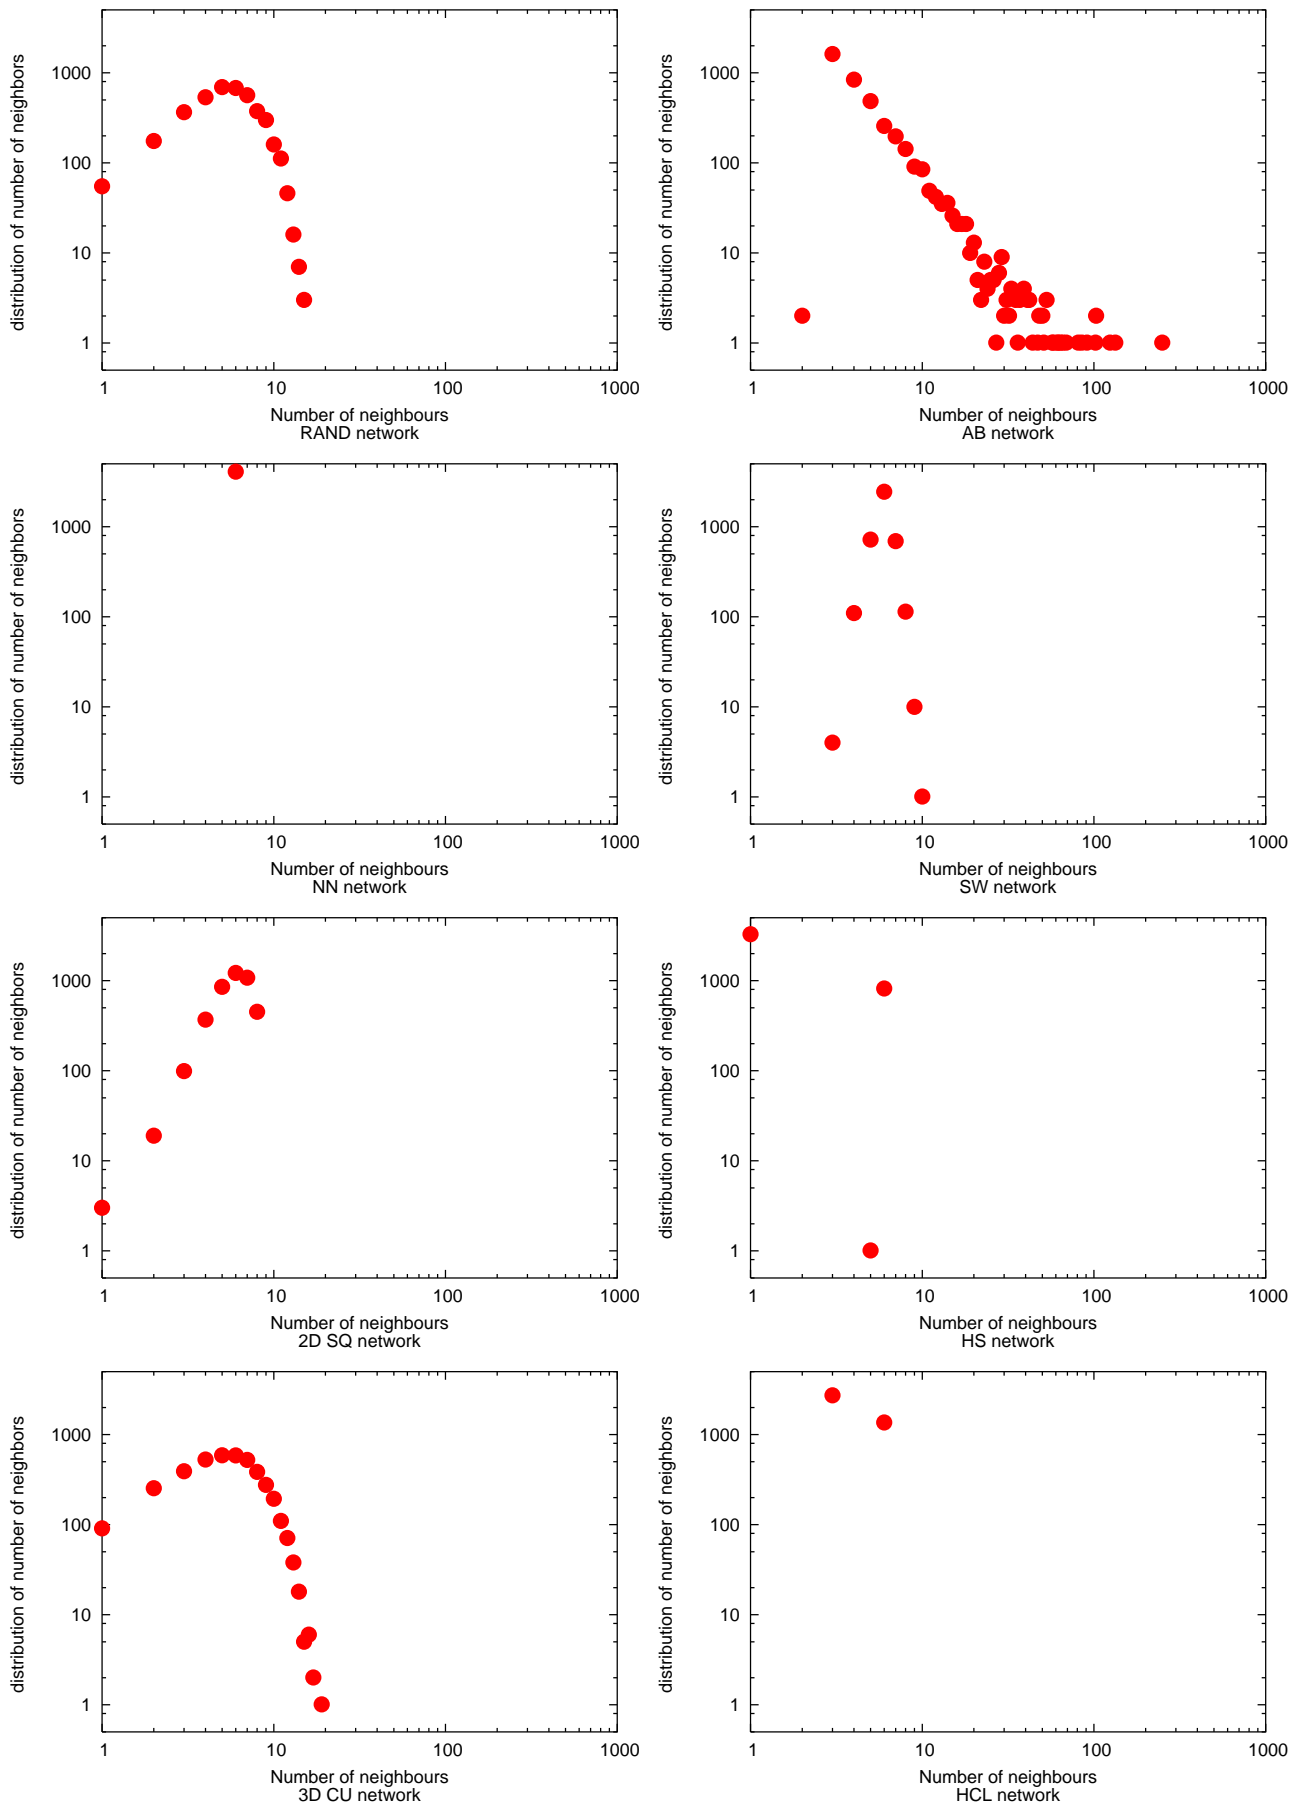 distribution of number of neighbors
1000
100
10
1
1 10 100 1000
Number of neighbours
RAND network
distribution of number of neighbors
1000
100
10
1
1 10 100 1000
Number of neighbours
AB network
distribution of number of neighbors
1000
100
10
1
1 10 100 1000
Number of neighbours
NN network
distribution of number of neighbors
1000
100
10
1
1 10 100 1000
Number of neighbours
SW network
distribution of number of neighbors
1000
100
10
1
1 10 100 1000
Number of neighbours
2D SQ network
distribution of number of neighbors
1000
100
10
1
1 10 100 1000
Number of neighbours
HS network
distribution of number of neighbors
1000
100
10
1
1 10 100 1000
Number of neighbours
3D CU network
distribution of number of neighbors
1000
100
10
1
1 10 100 1000
Number of neighbours
HCL network